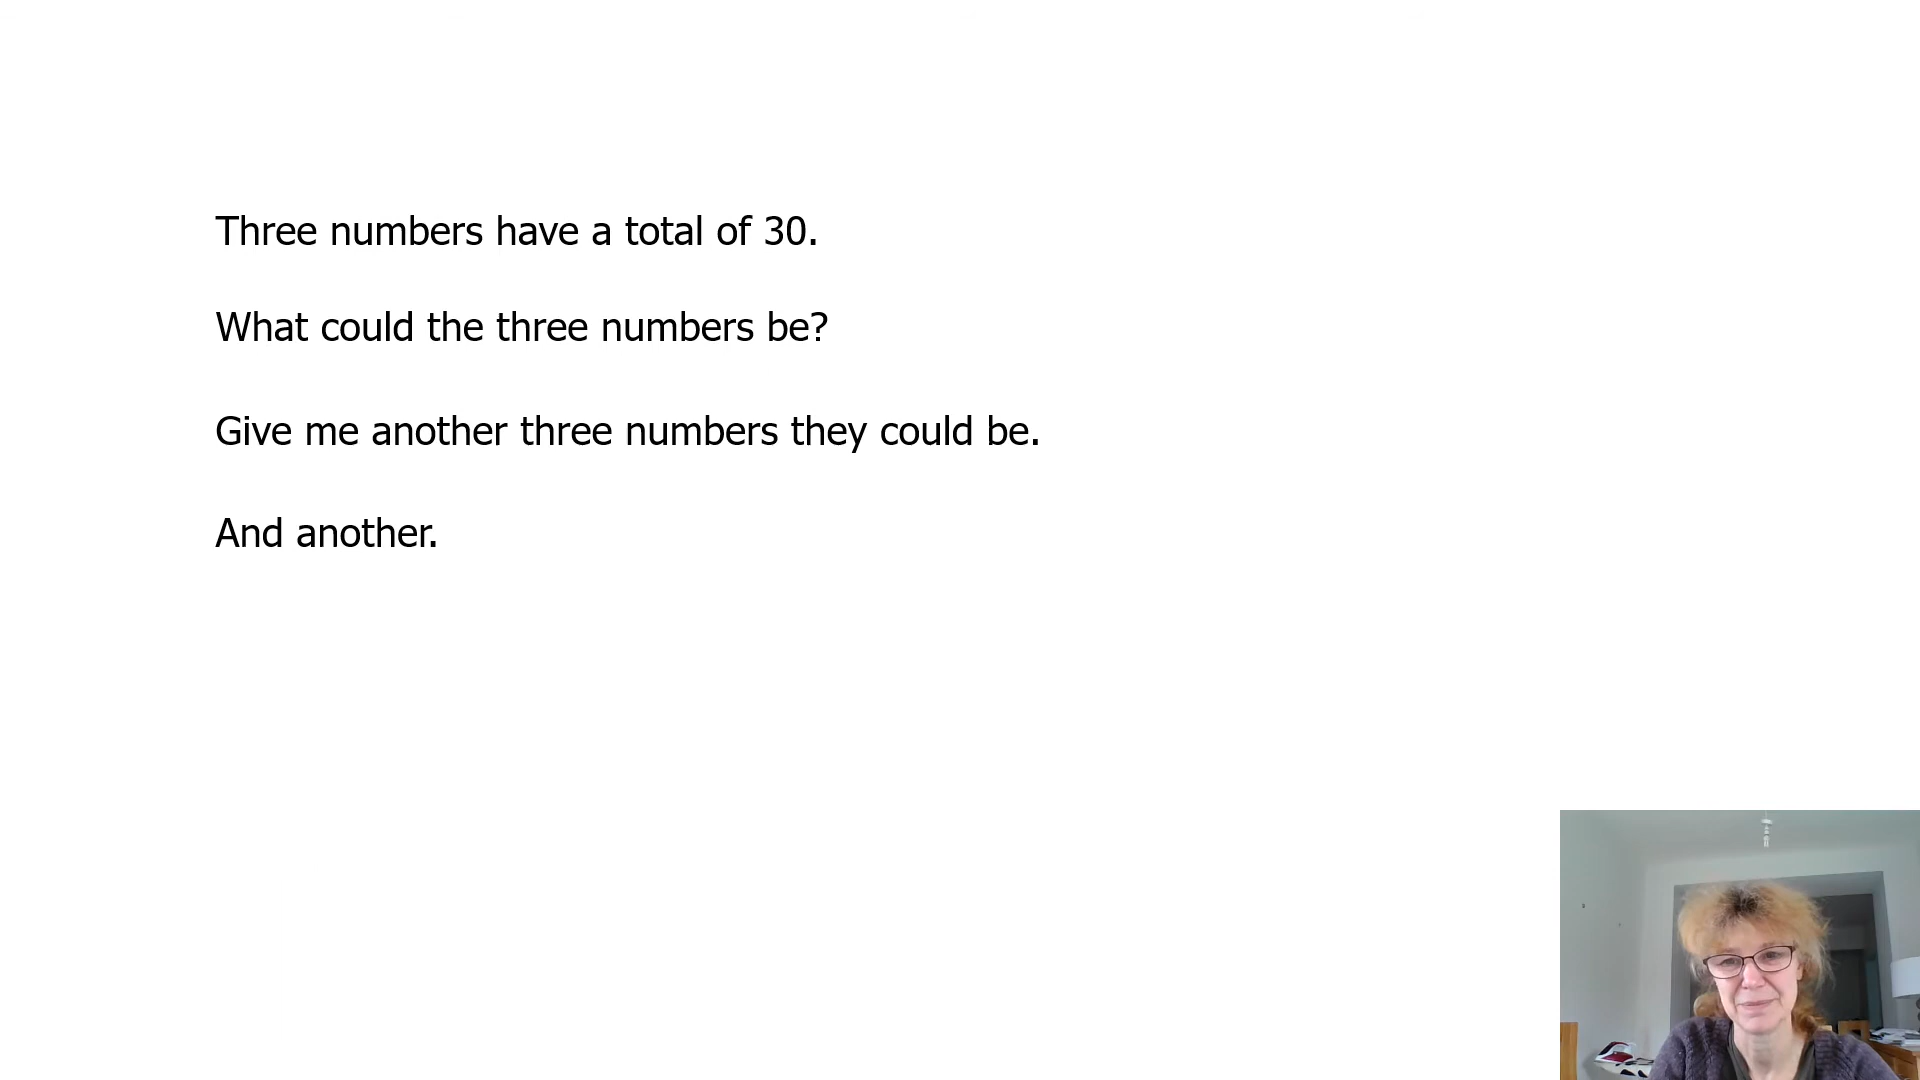 Three numbers have a total of 30.
What could the three numbers be?
Give me another three numbers they could be.
And another.